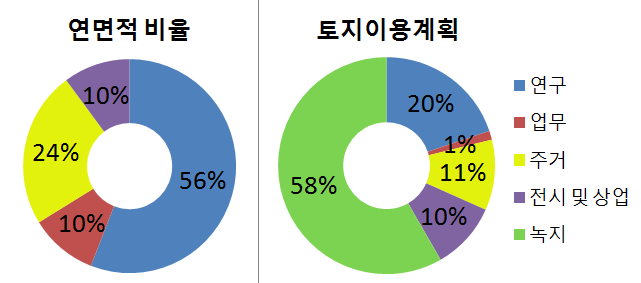 연면적 비율
10%
24%
56%
10%
토지이용계획
20%
1%
11%
58%
10%
연구
업무
주거
전시 및 상업
녹지